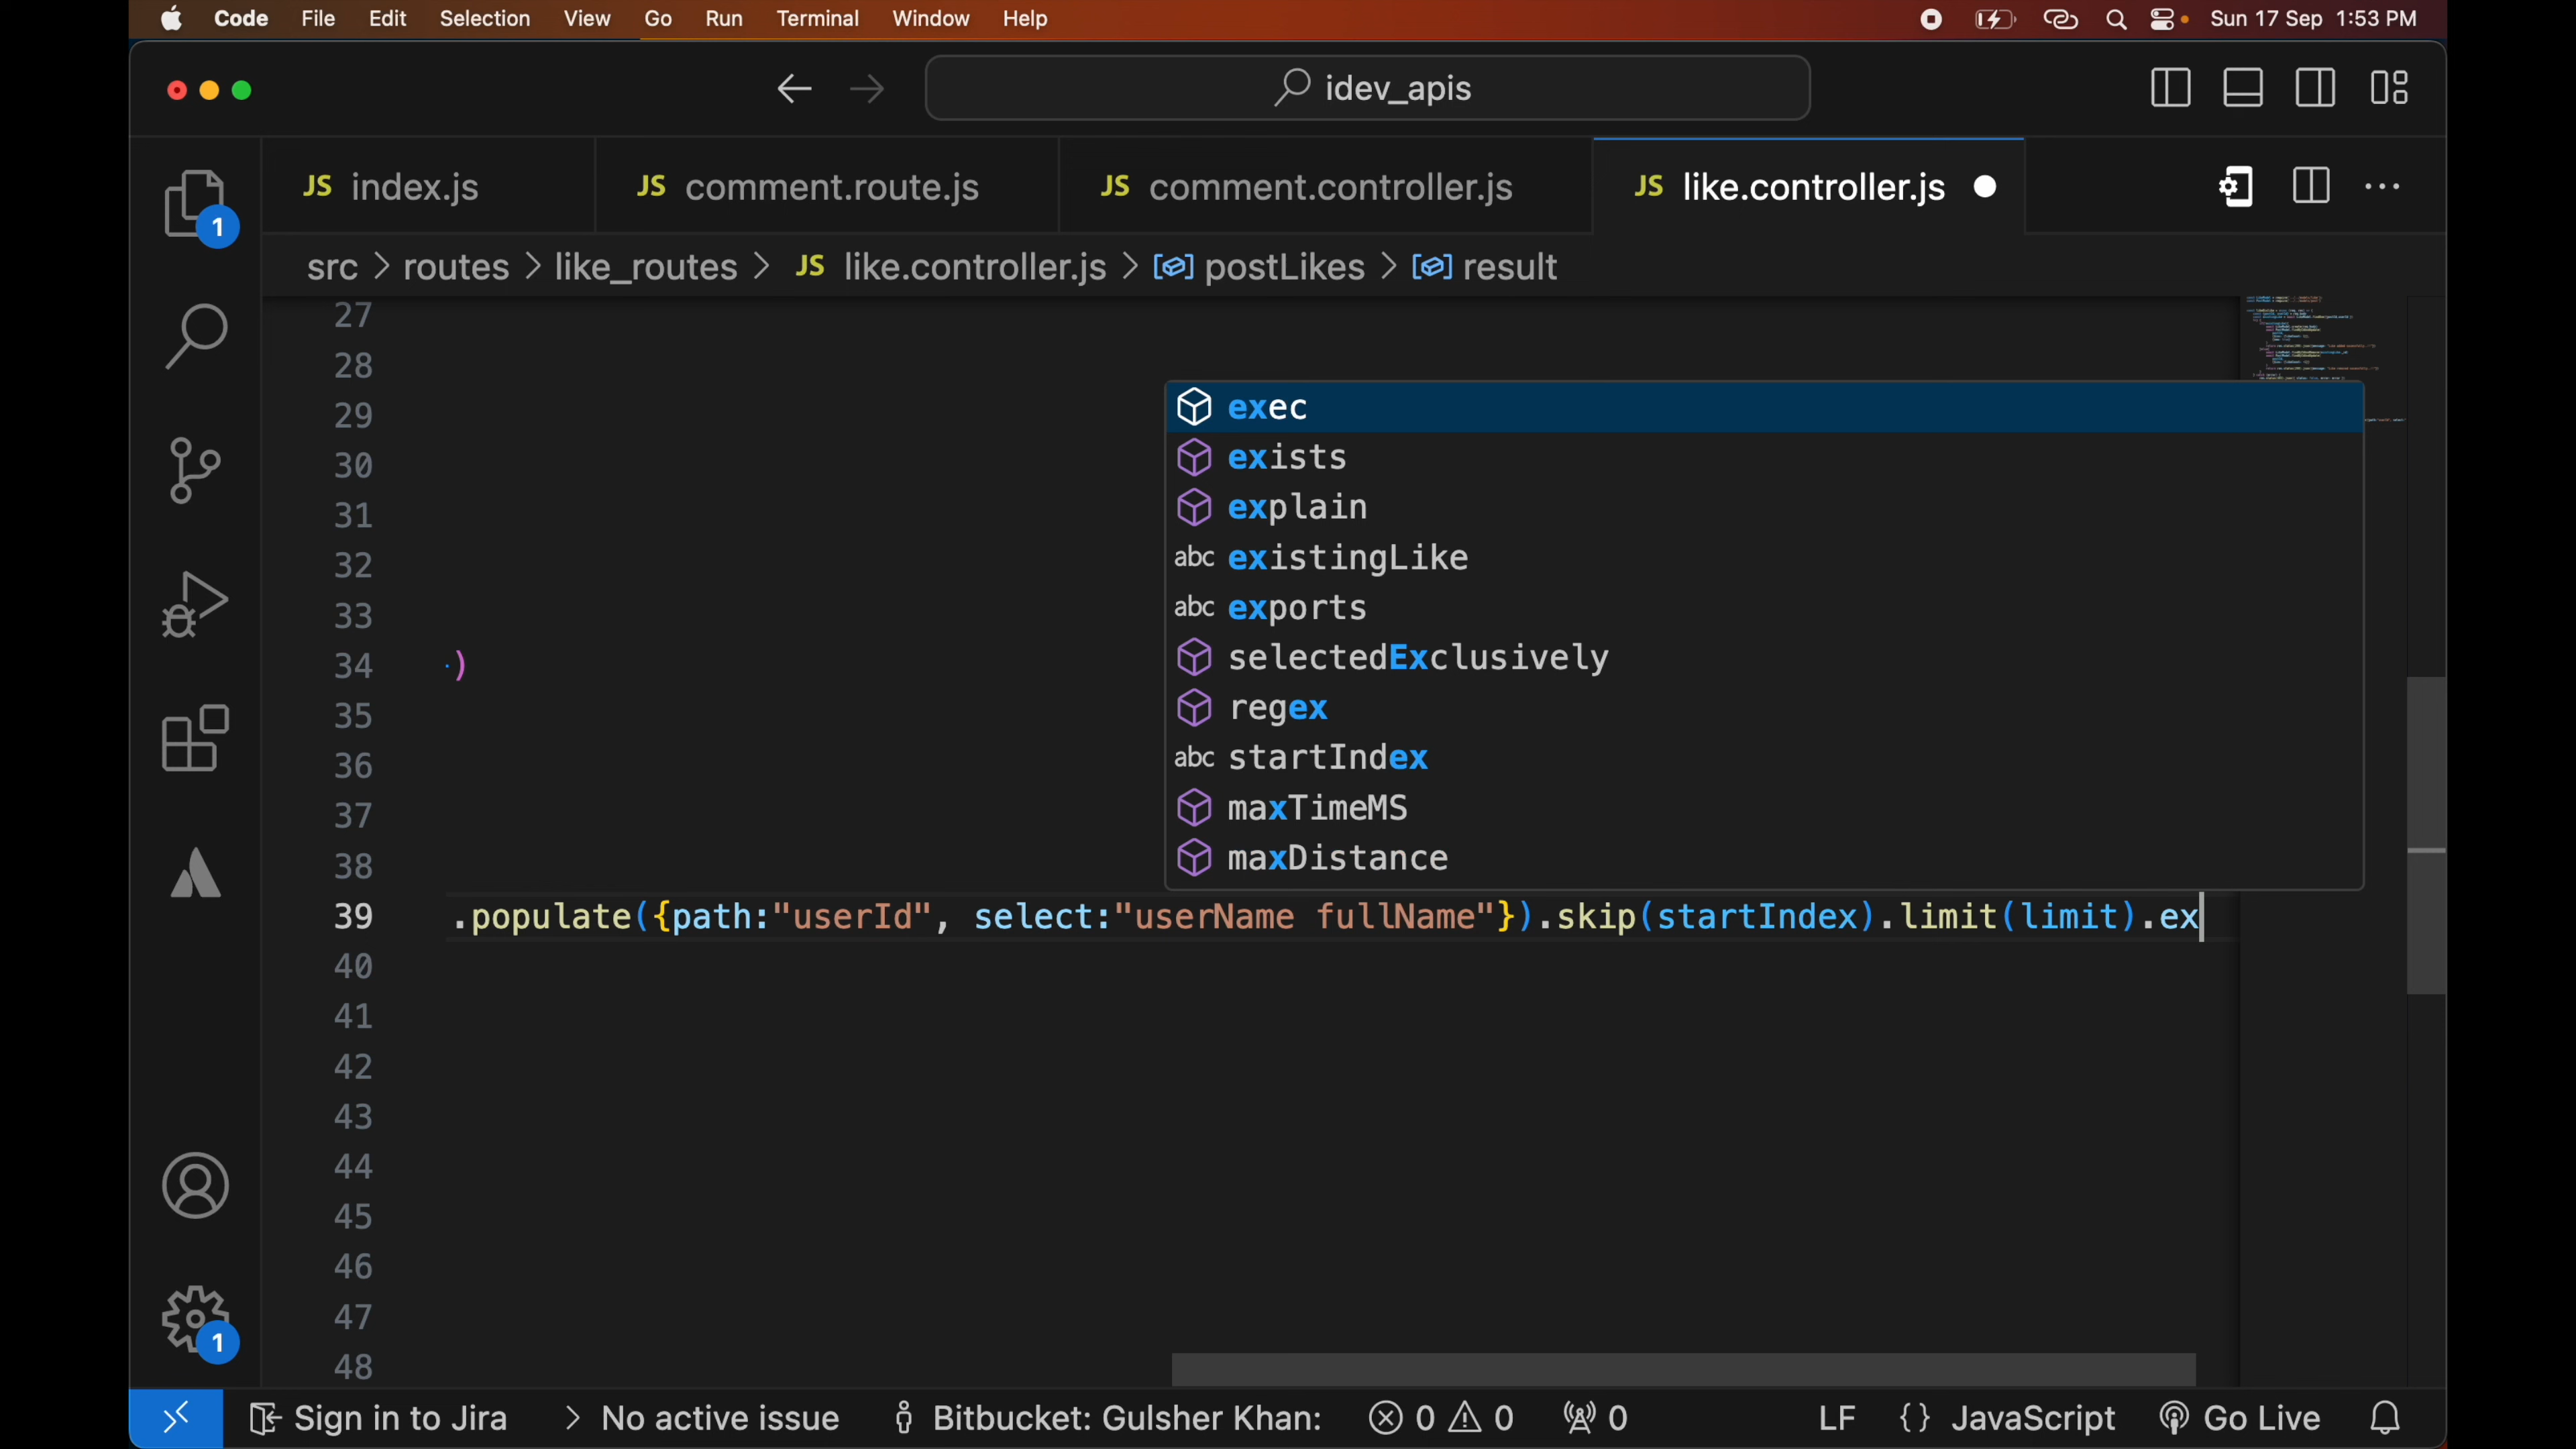 Code File Edit Selection View Go Run Terminal Window Help Sun 17 Sep 1:53 PM
idev_apis
JS index.js JS comment.route.js JS comment.controller.js JS like.controller.js
1
src > routes > like_routes > JS like.controller.js > postLikes > result
27
28
exec
29
exists
30
explain
31
abc existingLike
32
abc exports
33
selectedExclusively
34 )
regex
35
abc startIndex
36
maxTimeMS
37
maxDistance
38
39 .populate({path:"userId", select:"userName fullName"}).skip(startIndex).limit(limit).ex
40
41
42
43
44
45
46
47
1
48
Sign in to Jira > No active issue Bitbucket: Gulsher Khan: 0 0 0 LF {} JavaScript Go Live